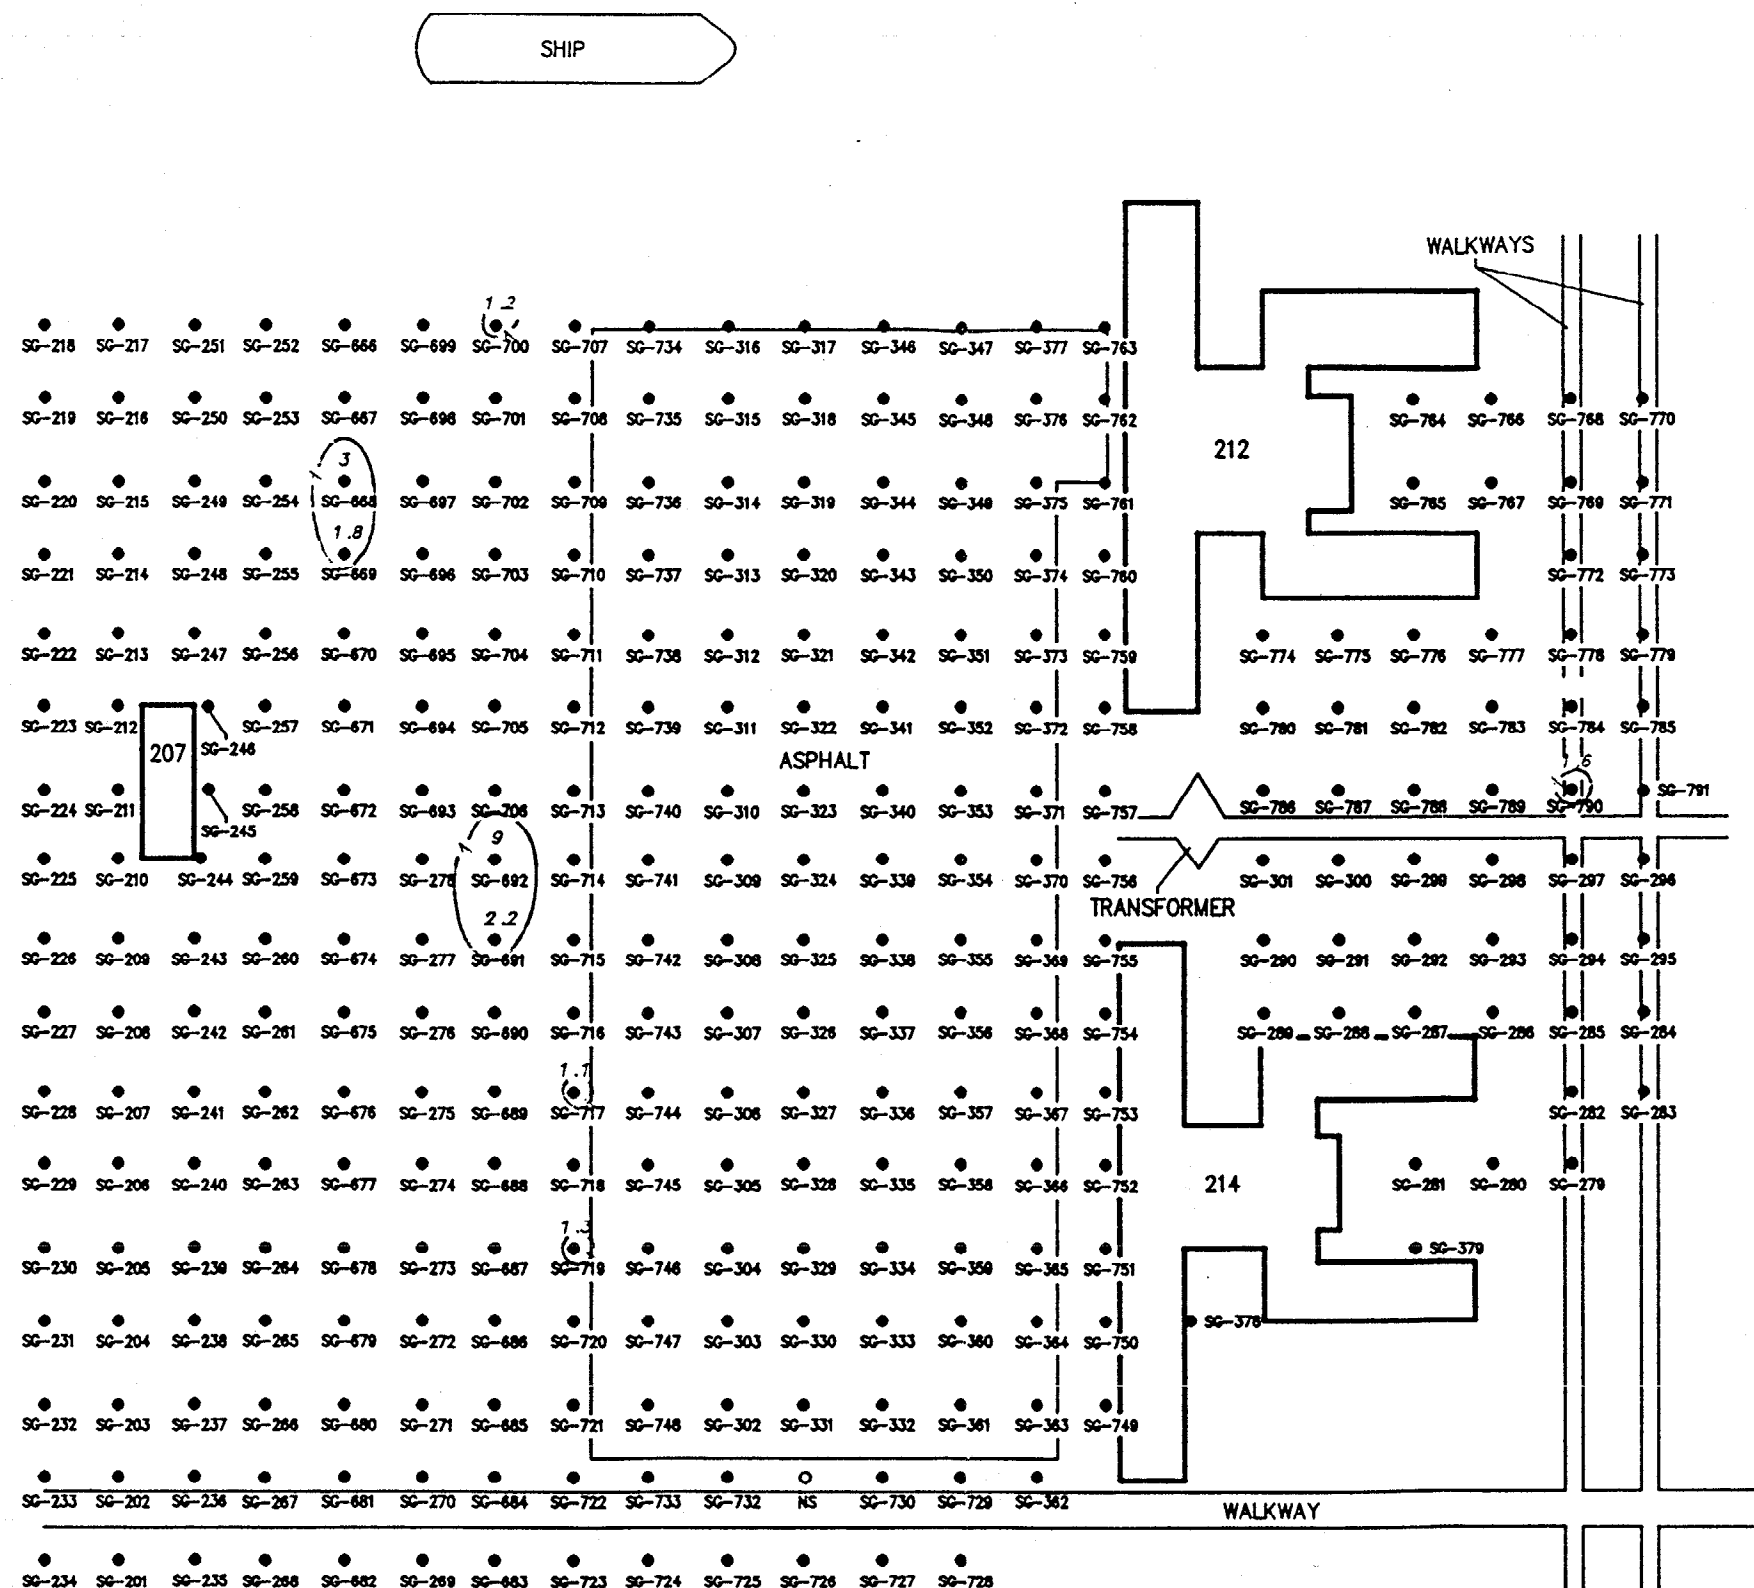 SHIP
WALKWAYS
1.2
SG-218 SG-217 SG-251 SG-252 SG-666 SG-699 SG-700 SG-707 SG-734 SG-316 SG-317 SG-346 SG-347 SG-377 SG-763
SG-219 SG-216 SG-250 SG-253 SG-667 SG-698 SG-701 SG-708 SG-735 SG-315 SG-318 SG-345 SG-348 SG-376 SG-762 SG-764 SG-766 SG-768 SG-770
212
3
1
SG-220 SG-215 SG-249 SG-254 SG-668 SG-697 SG-702 SG-709 SG-736 SG-314 SG-319 SG-344 SG-349 SG-375 SG-761 SG-765 SG-767 SG-769 SG-771
1.8
SG-221 SG-214 SG-248 SG-255 SG-669 SG-696 SG-703 SG-710 SG-737 SG-313 SG-320 SG-343 SG-350 SG-374 SG-760 SG-772 SG-773
SG-222 SG-213 SG-247 SG-256 SG-670 SG-695 SG-704 SG-711 SG-738 SG-312 SG-321 SG-342 SG-351 SG-373 SG-759 SG-774 SG-775 SG-776 SG-777 SG-778 SG-779
SG-223 SG-212 SG-257 SG-671 SG-694 SG-705 SG-712 SG-739 SG-311 SG-322 SG-341 SG-352 SG-372 SG-758 SG-780 SG-781 SG-782 SG-783 SG-784 SG-785
207 SG-246
ASPHALT
1.6
SG-791
SG-224 SG-211 SG-258 SG-672 SG-693 SG-706 SG-713 SG-740 SG-310 SG-323 SG-340 SG-353 SG-371 SG-757 SG-786 SG-787 SG-788 SG-789 SG-790
SG-245
9
1
SG-225 SG-210 SG-244 SG-259 SG-673 SG-278 SG-692 SG-714 SG-741 SG-309 SG-324 SG-339 SG-354 SG-370 SG-756 SG-301 SG-300 SG-299 SG-298 SG-297 SG-296
TRANSFORMER
2.2
SG-226 SG-209 SG-243 SG-260 SG-674 SG-277 SG-691 SG-715 SG-742 SG-308 SG-325 SG-338 SG-355 SG-369 SG-755 SG-290 SG-291 SG-292 SG-293 SG-294 SG-295
SG-227 SG-208 SG-242 SG-261 SG-675 SG-276 SG-690 SG-716 SG-743 SG-307 SG-326 SG-337 SG-356 SG-368 SG-754 SG-289 SG-288 SG-287 SG-286 SG-285 SG-284
1.1
SG-228 SG-207 SG-241 SG-262 SG-676 SG-275 SG-689 SG-717 SG-744 SG-306 SG-327 SG-336 SG-357 SG-367 SG-753 SG-282 SG-283
SG-229 SG-206 SG-240 SG-263 SG-677 SG-274 SG-688 SG-718 SG-745 SG-305 SG-328 SG-335 SG-358 SG-366 SG-752 214 SG-281 SG-280 SG-279
1.3
SG-379
SG-230 SG-205 SG-239 SG-264 SG-678 SG-273 SG-687 SG-719 SG-746 SG-304 SG-329 SG-334 SG-359 SG-365 SG-751
SG-378
SG-231 SG-204 SG-238 SG-265 SG-679 SG-272 SG-686 SG-720 SG-747 SG-303 SG-330 SG-333 SG-360 SG-364 SG-750
SG-232 SG-203 SG-237 SG-266 SG-680 SG-271 SG-685 SG-721 SG-748 SG-302 SG-331 SG-332 SG-361 SG-363 SG-749
SG-233 SG-202 SG-236 SG-267 SG-681 SG-270 SG-684 SG-722 SG-733 SG-732 NS SG-730 SG-729 SG-362
WALKWAY
SG-234 SG-201 SG-235 SG-268 SG-682 SG-269 SG-683 SG-723 SG-724 SG-725 SG-726 SG-727 SG-728